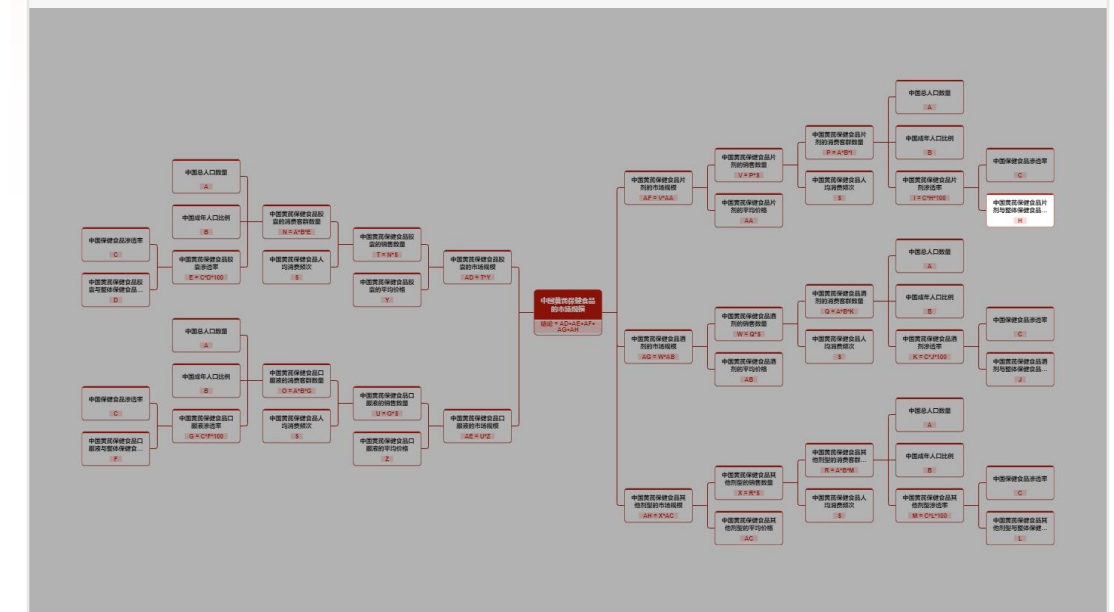 中国总人口数量
A
中国成年人口比例
B
中国保健食品渗透率
C
中国黄芪保健食品胶
囊与整体保健食品...
D
中国黄芪保健食品胶
囊渗透率
E = C*D*100
中国黄芪保健食品胶
囊的消费客群数量
N = A*B*E
中国黄芪保健食品人
均消费频次
S
中国黄芪保健食品胶
囊的销售数量
T = N*S
中国黄芪保健食品胶
囊的平均价格
Y
中国黄芪保健食品胶
囊的市场规模
AD = T*Y
中国总人口数量
A
中国成年人口比例
B
中国保健食品渗透率
C
中国黄芪保健食品口
服液与整体保健食...
F
中国黄芪保健食品口
服液渗透率
G = C*F*100
中国黄芪保健食品口
服液的消费客群数量
O = A*B*G
中国黄芪保健食品人
均消费频次
S
中国黄芪保健食品口
服液的销售数量
U = O*S
中国黄芪保健食品口
服液的平均价格
Z
中国黄芪保健食品口
服液的市场规模
AE = U*Z
中国黄芪保健食品
的市场规模
结论 = AD+AE+AF+
AG+AH
中国黄芪保健食品片
剂的市场规模
AF = V*AA
中国黄芪保健食品片
剂的销售数量
V = P*S
中国黄芪保健食品片
剂的平均价格
AA
中国黄芪保健食品片
剂的消费客群数量
P = A*B*I
中国黄芪保健食品人
均消费频次
S
中国总人口数量
A
中国成年人口比例
B
中国黄芪保健食品片
剂渗透率
I = C*H*100
中国保健食品渗透率
C
中国黄芪保健食品片
剂与整体保健食品...
H
中国黄芪保健食品酒
剂的市场规模
AG = W*AB
中国黄芪保健食品酒
剂的销售数量
W = Q*S
中国黄芪保健食品酒
剂的平均价格
AB
中国黄芪保健食品酒
剂的消费客群数量
Q = A*B*K
中国黄芪保健食品人
均消费频次
S
中国总人口数量
A
中国成年人口比例
B
中国黄芪保健食品酒
剂渗透率
K = C*J*100
中国保健食品渗透率
C
中国黄芪保健食品酒
剂与整体保健食品...
J
中国黄芪保健食品其
他剂型的市场规模
AH = X*AC
中国黄芪保健食品其
他剂型的销售数量
X = R*S
中国黄芪保健食品其
他剂型的平均价格
AC
中国黄芪保健食品其
他剂型的消费客群...
R = A*B*M
中国黄芪保健食品人
均消费频次
S
中国总人口数量
A
中国成年人口比例
B
中国黄芪保健食品其
他剂型渗透率
M = C*L*100
中国保健食品渗透率
C
中国黄芪保健食品其
他剂型与整体保健...
L